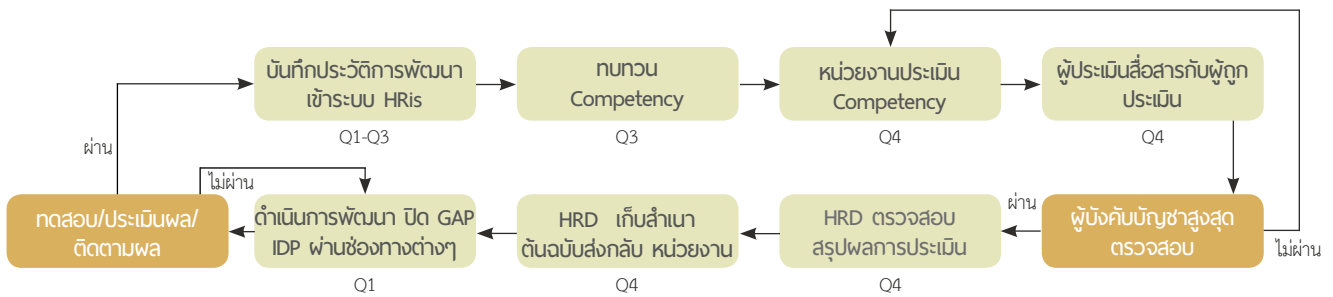 บันทึกประวัติการพัฒนา
เข้าระบบ HRis
Q1-Q3
ทบทวน
Competency
Q3
หน่วยงานประเมิน
Competency
Q4
ผู้ประเมินสื่อสารกับผู้ถูก
ประเมิน
Q4
ผ่าน
ไม่ผ่าน
ทดสอบ/ประเมินผล/
ติดตามผล
ดำเนินการพัฒนา ปิด GAP
IDP ผ่านช่องทางต่างๆ
Q1
HRD เก็บสำเนา
ต้นฉบับส่งกลับ หน่วยงาน
Q4
HRD ตรวจสอบ
สรุปผลการประเมิน
Q4
ผ่าน
ผู้บังคับบัญชาสูงสุด
ตรวจสอบ
ไม่ผ่าน